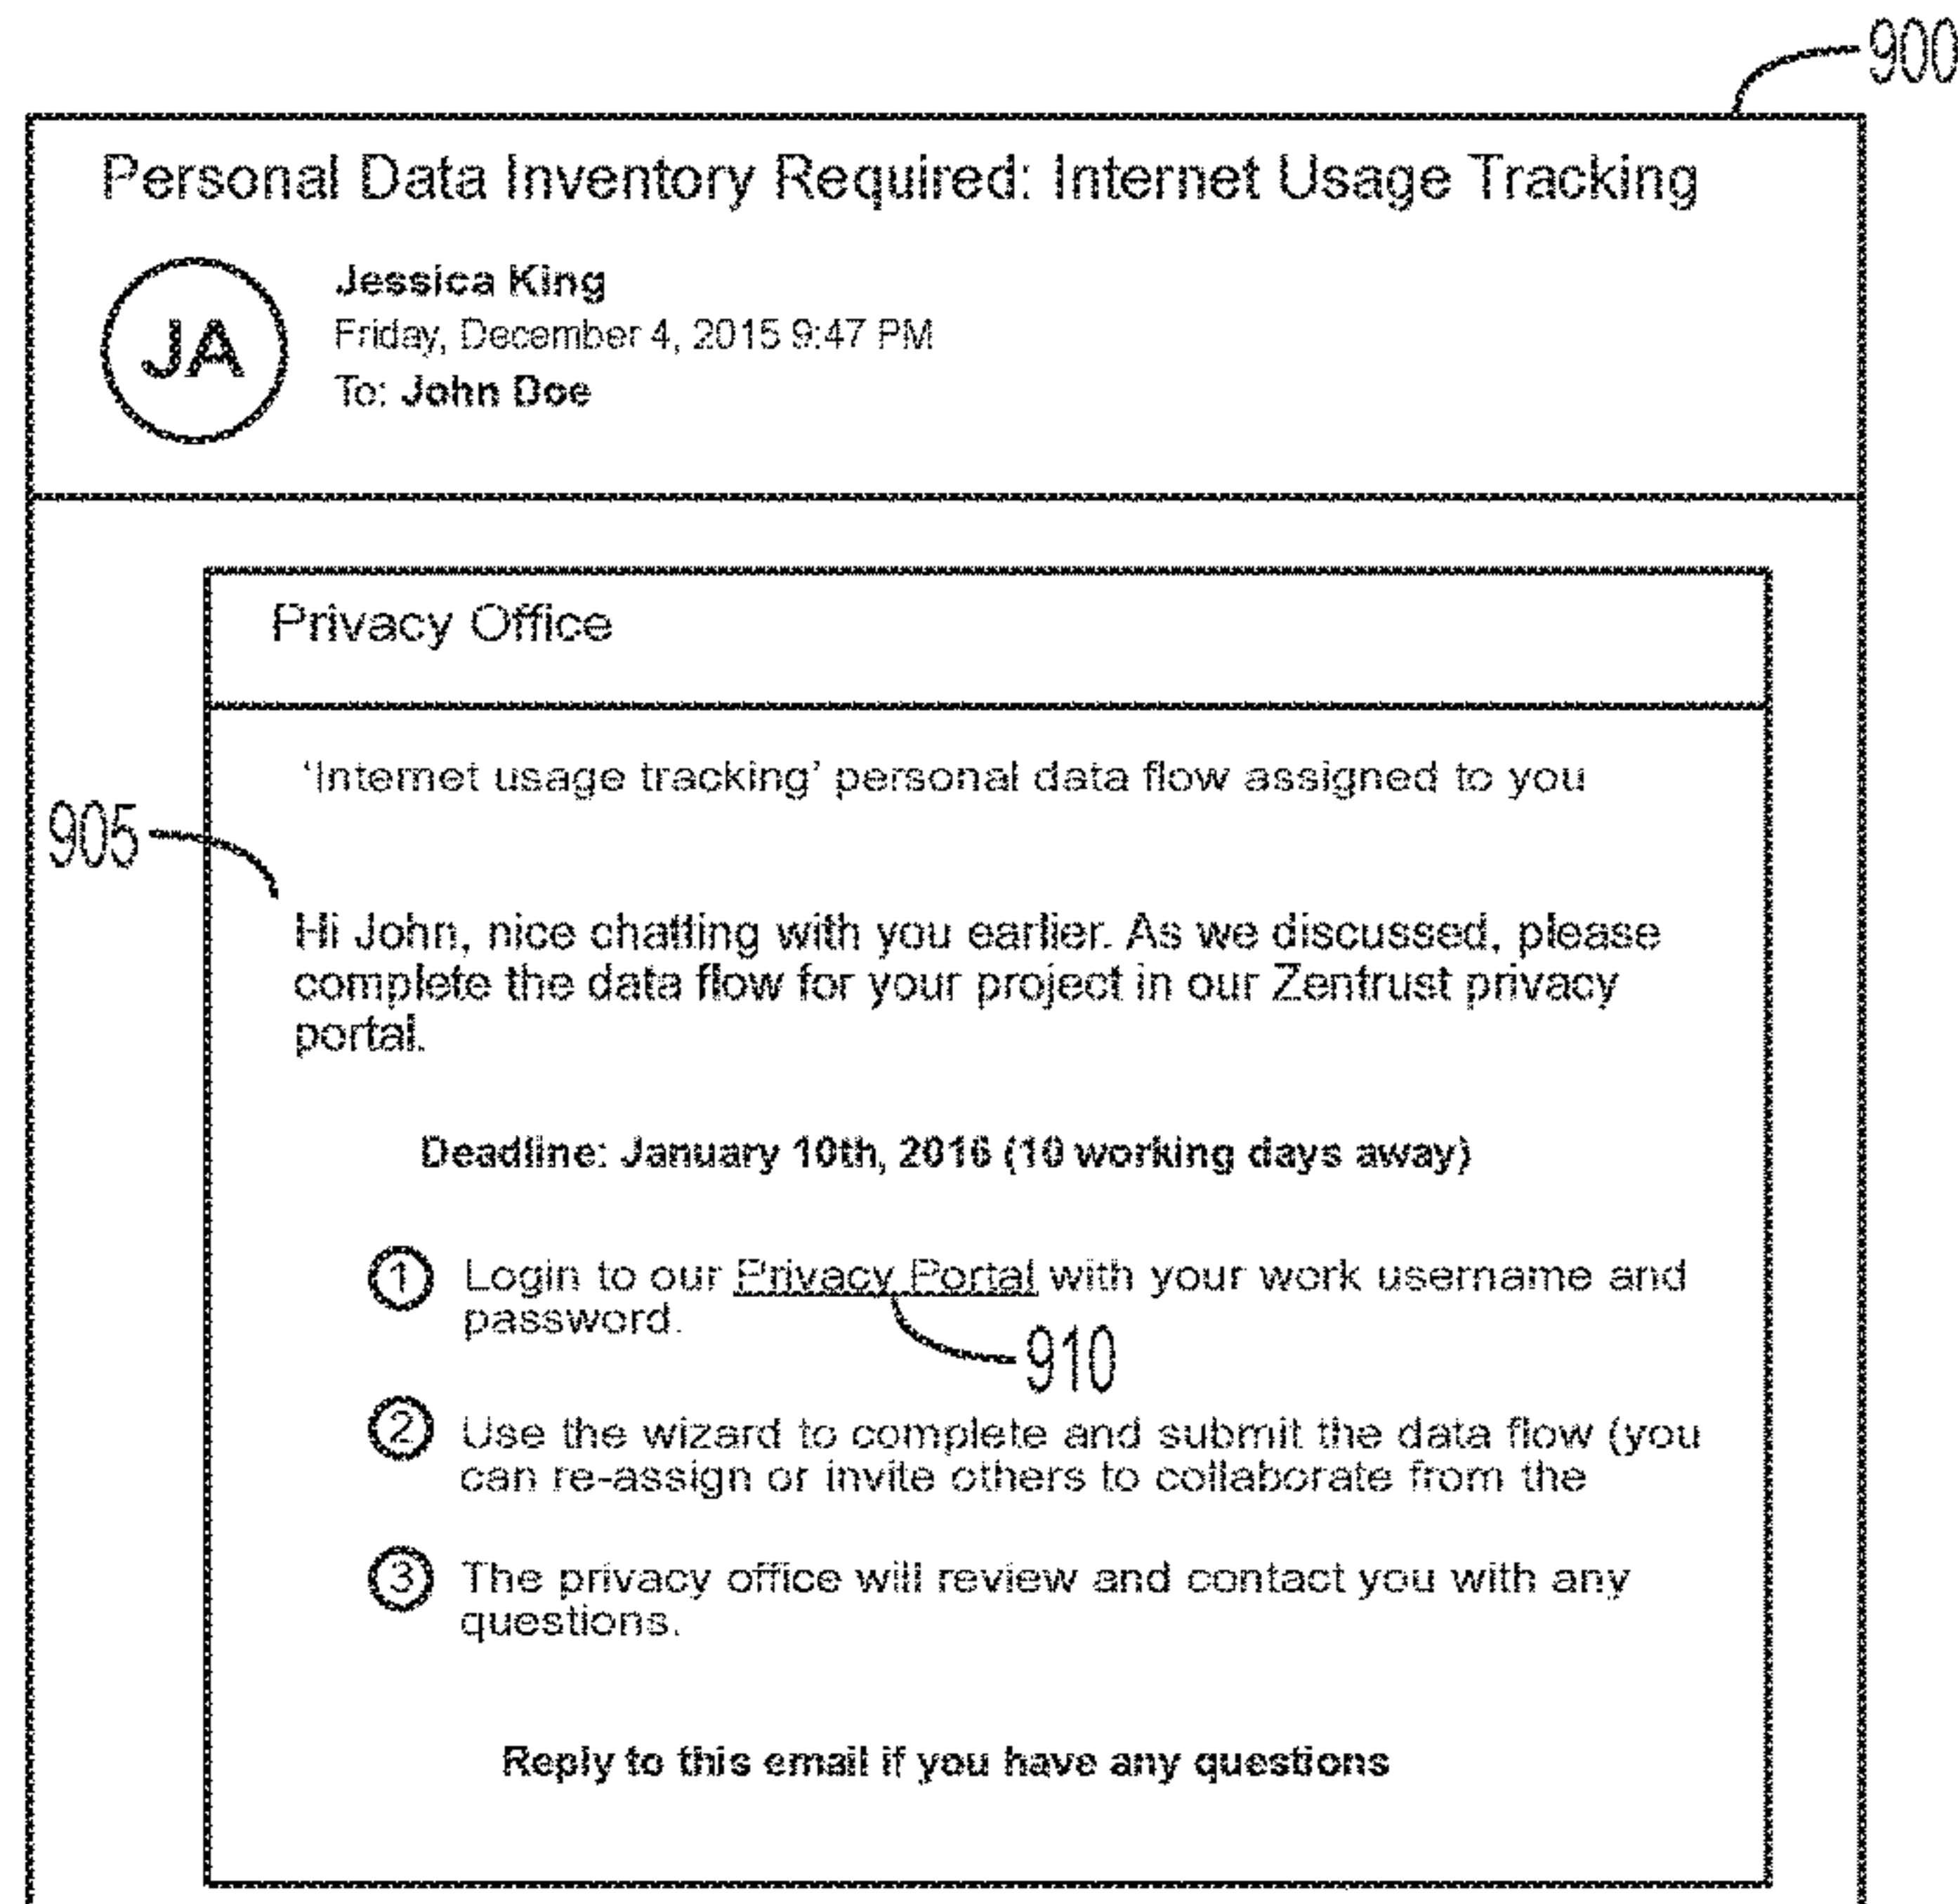 900
Personal Data Inventory Required: Internet Usage Tracking
JA
Jessica King
Friday, December 4, 2015 9:47 PM
To: John Doe
Privacy Office
‘Internet usage tracking’ personal data flow assigned to you
905
Hi John, nice chatting with you earlier. As we discussed, please
complete the data flow for your project in our Zentrust privacy
portal.
Deadline: January 10th, 2016 (10 working days away)
1 Login to our Privacy Portal with your work username and
password.
910
2 Use the wizard to complete and submit the data flow (you
can re-assign or invite others to collaborate from the
3 The privacy office will review and contact you with any
questions.
Reply to this email if you have any questions